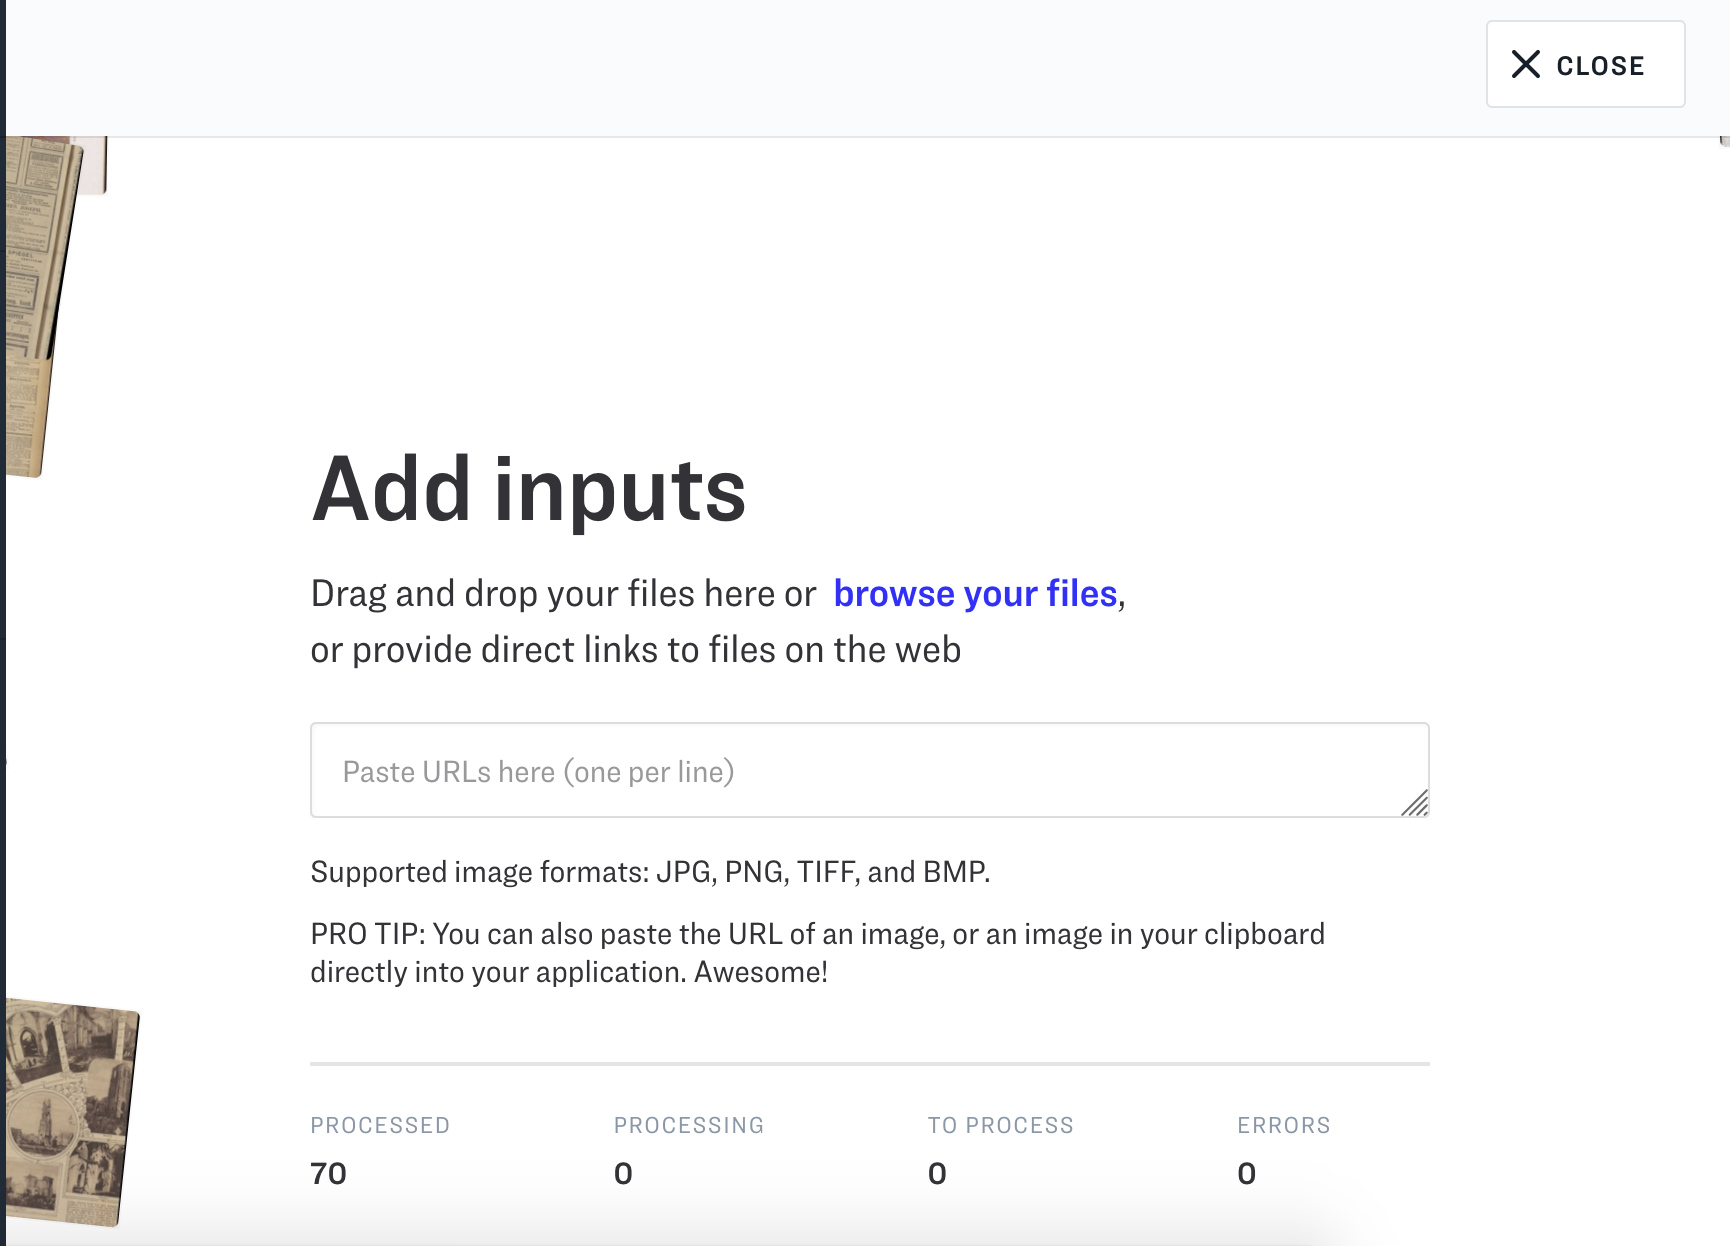 CLOSE
Add inputs
Drag and drop your files here or browse your files,
or provide direct links to files on the web
Paste URLs here (one per line)
Supported image formats: JPG, PNG, TIFF, and BMP.
PRO TIP: You can also paste the URL of an image, or an image in your clipboard
directly into your application. Awesome!
PROCESSED PROCESSING TO PROCESS ERRORS
70 0 0 0